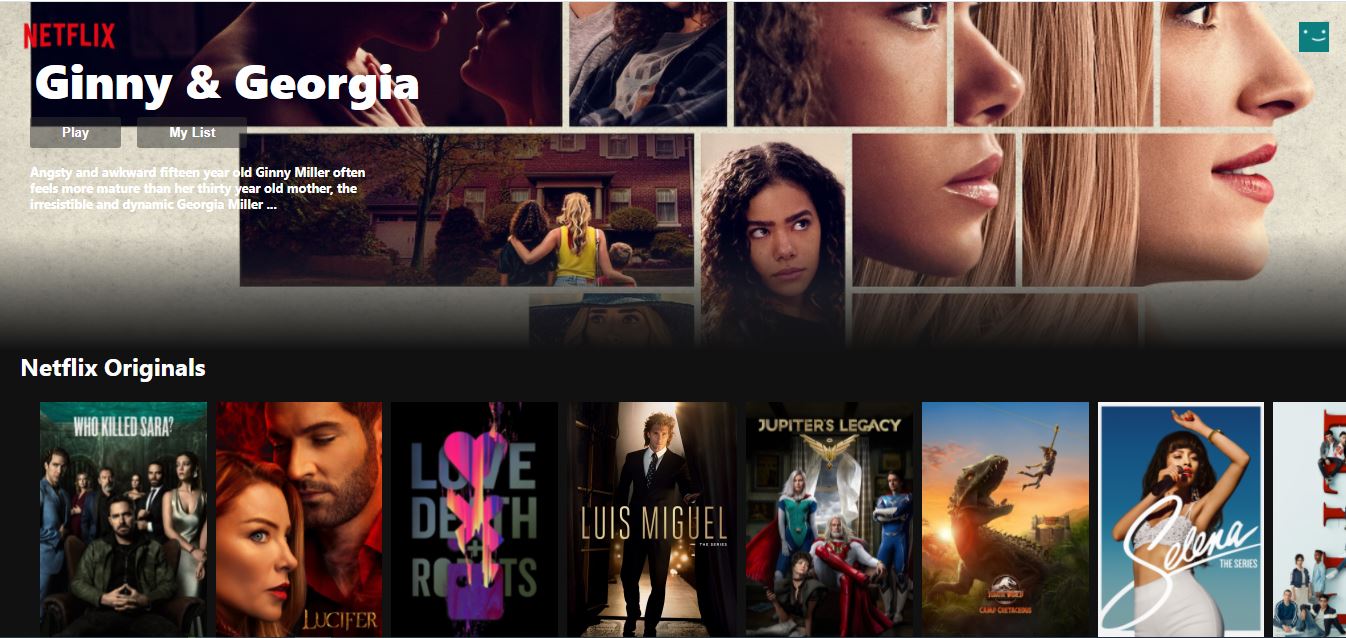 NETFLIX
Ginny & Georgia
Play
My List
Angsty and awkward fifteen year old Ginny Miller often
feels more mature than her thirty year old mother, the
irresistible and dynamic Georgia Miller ...
Netflix Originals
WHO KILLED SARA?
LUCIFER
LOVE
DEATH
+
ROBOTS
LUIS MIGUEL
THE SERIES
JUPITER'S LEGACY
JURASSIC WORLD
CAMP CRETACEOUS
Selena
THE SERIES